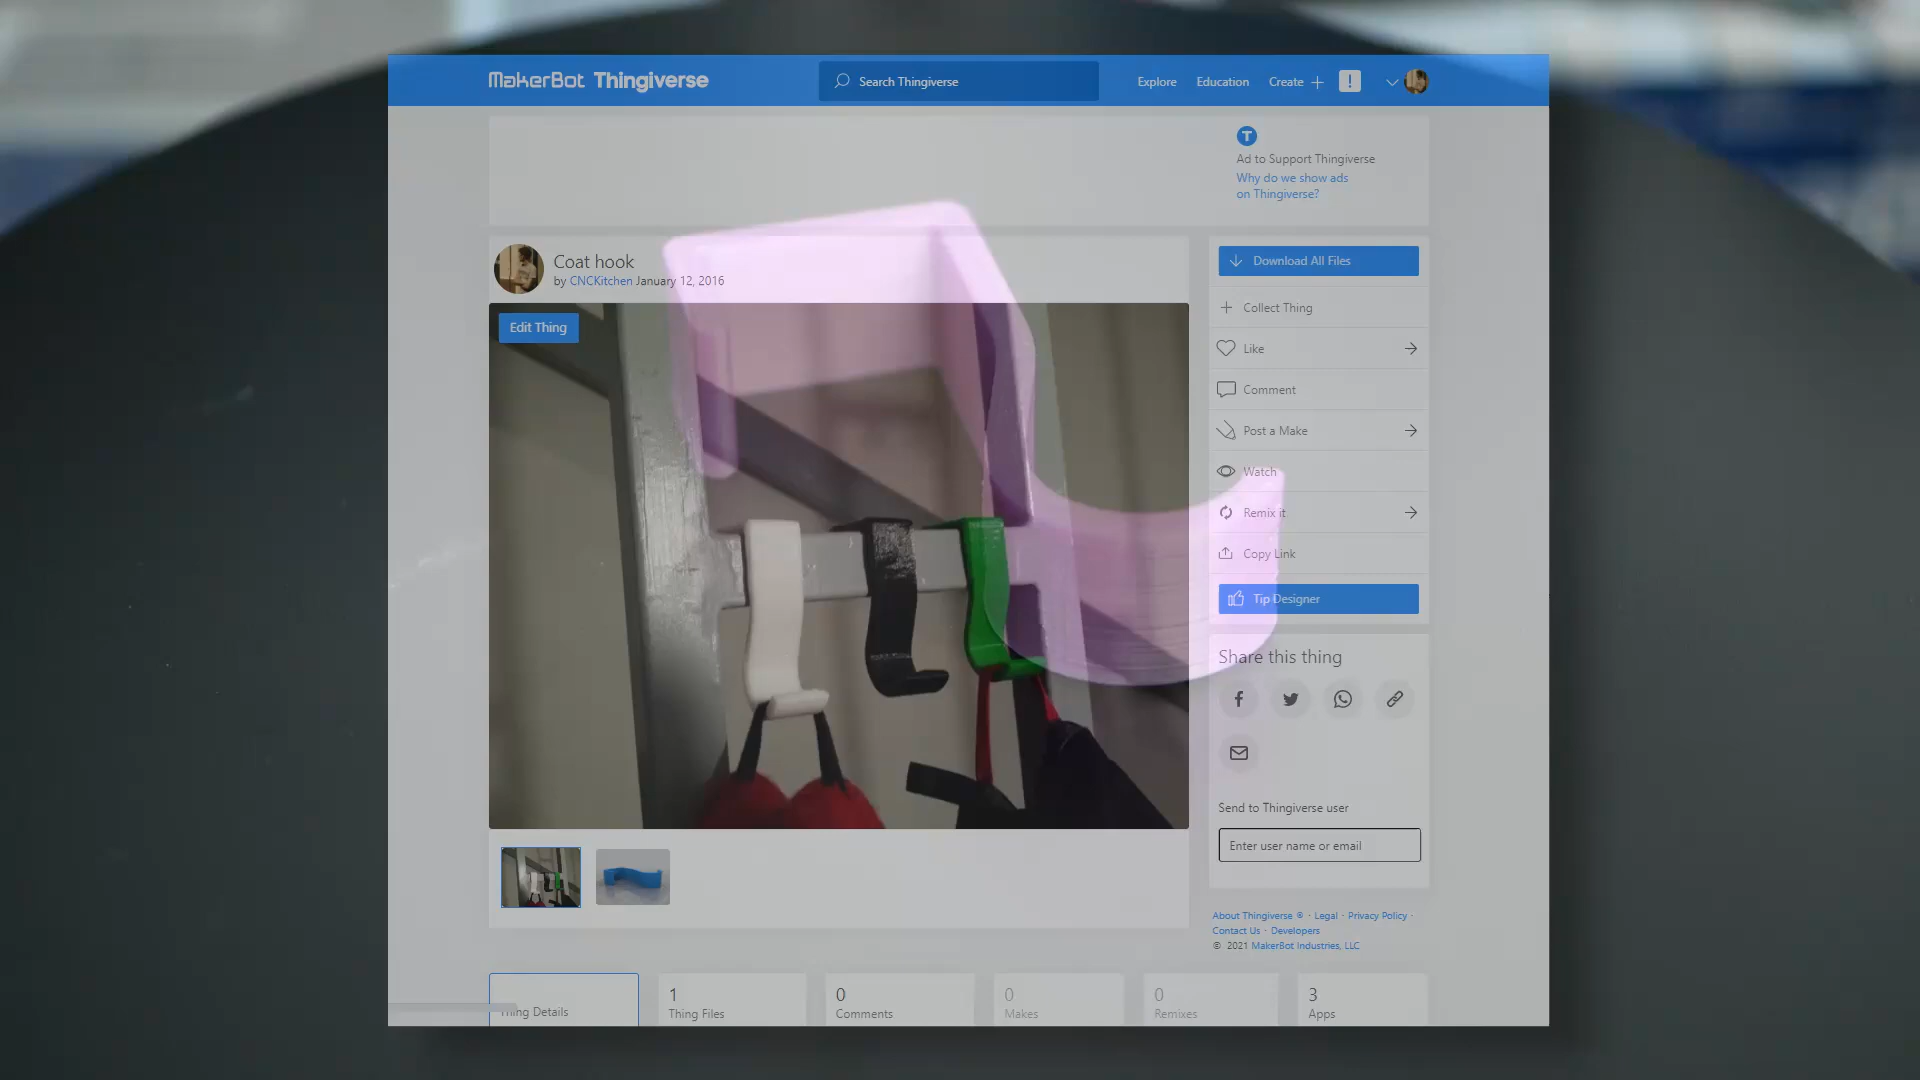 MakerBot Thingiverse
Search Thingiverse
Explore
Education
Create
Ad to Support Thingiverse
Why do we show ads
on Thingiverse?
Coat hook
by CNCKitchen January 12, 2016
Edit Thing
Download All Files
Collect Thing
Like
Comment
Post a Make
Watch
Remix it
Copy Link
Tip Designer
Share this thing
Send to Thingiverse user
Enter user name or email
About Thingiverse ® · Legal · Privacy Policy ·
Contact Us · Developers
© 2021 MakerBot Industries, LLC
Thing Details
1
Thing Files
0
Comments
0
Makes
0
Remixes
3
Apps